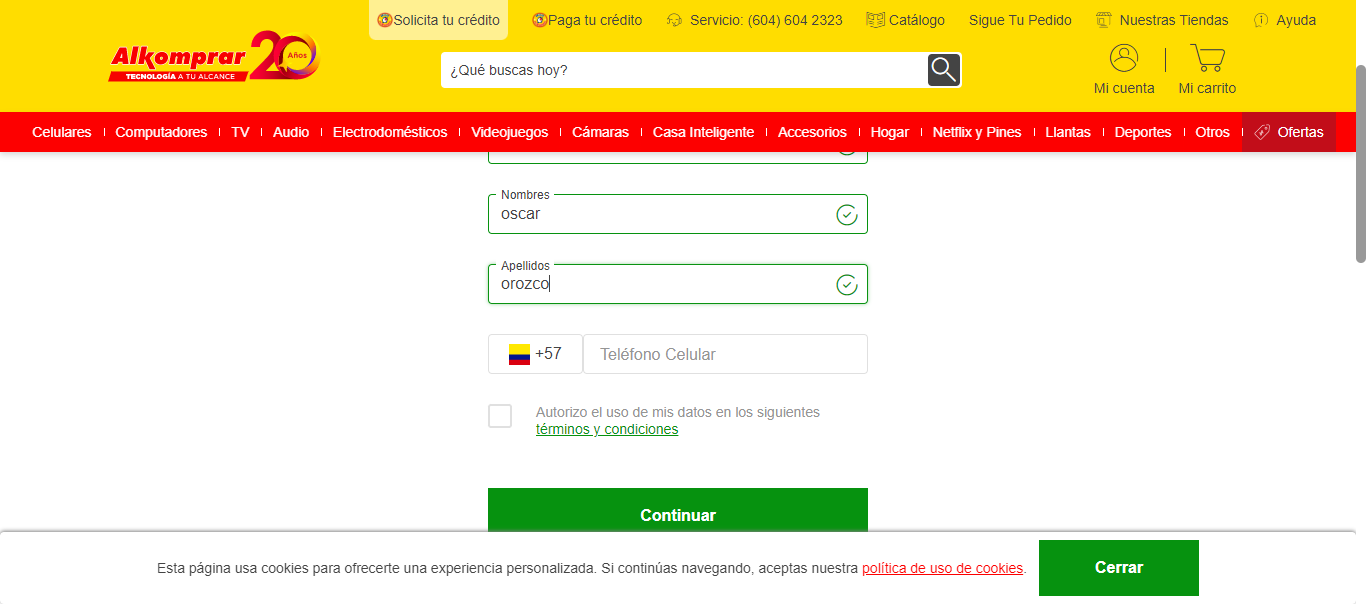 Solicita tu crédito
Paga tu crédito
Servicio: (604) 604 2323
Catálogo
Sigue Tu Pedido
Nuestras Tiendas
Ayuda
Alkomprar 20 Años
TECNOLOGÍA A TU ALCANCE
¿Qué buscas hoy?
Mi cuenta
Mi carrito
Celulares
Computadores
TV
Audio
Electrodomésticos
Videojuegos
Cámaras
Casa Inteligente
Accesorios
Hogar
Netflix y Pines
Llantas
Deportes
Otros
Ofertas
Nombres
oscar
Apellidos
orozco
+57
Teléfono Celular
Autorizo el uso de mis datos en los siguientes
términos y condiciones
Continuar
Esta página usa cookies para ofrecerte una experiencia personalizada. Si continúas navegando, aceptas nuestra política de uso de cookies.
Cerrar